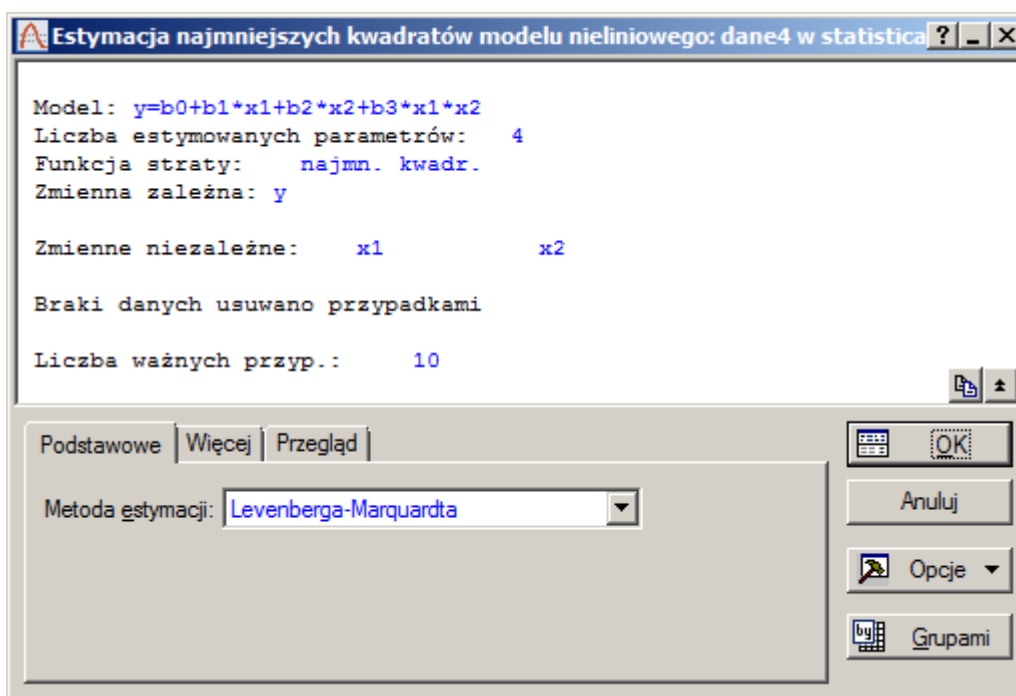 Estymacja najmniejszych kwadratów modelu nieliniowego: dane4 w statistica
Model: y=b0+b1*x1+b2*x2+b3*x1*x2
Liczba estymowanych parametrów: 4
Funkcja straty: najmn. kwadr.
Zmienna zależna: y
Zmienne niezależne: x1 x2
Braki danych usuwano przypadkami
Liczba ważnych przyp.: 10
Podstawowe Więcej Przegląd
Metoda estymacji: Levenberga-Marquardta
OK
Anuluj
Opcje
by Grupami